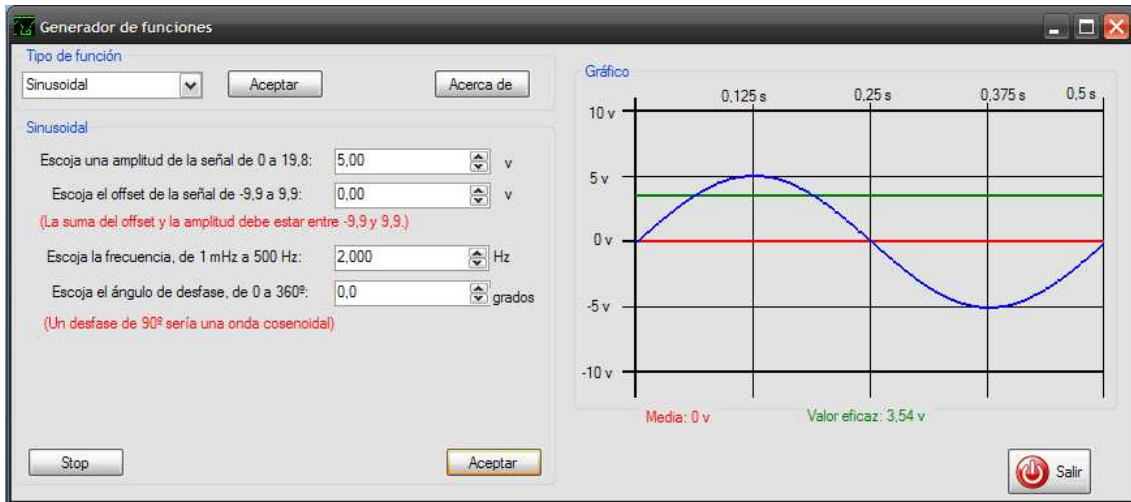 Generador de funciones
Tipo de función
Sinusoidal
Aceptar
Acerca de
Sinusoidal
Escoja una amplitud de la señal de 0 a 19,8:
5,00
v
Escoja el offset de la señal de -9,9 a 9,9:
0,00
v
(La suma del offset y la amplitud debe estar entre -9,9 y 9,9.)
Escoja la frecuencia, de 1 mHz a 500 Hz:
2,000
Hz
Escoja el ángulo de desfase, de 0 a 360º:
0,0
grados
(Un desfase de 90º sería una onda cosenoidal)
Stop
Aceptar
Gráfico
0,125 s
0,25 s
0,375 s
0,5 s
10 v
5 v
0 v
-5 v
-10 v
Media: 0 v
Valor eficaz: 3,54 v
Salir